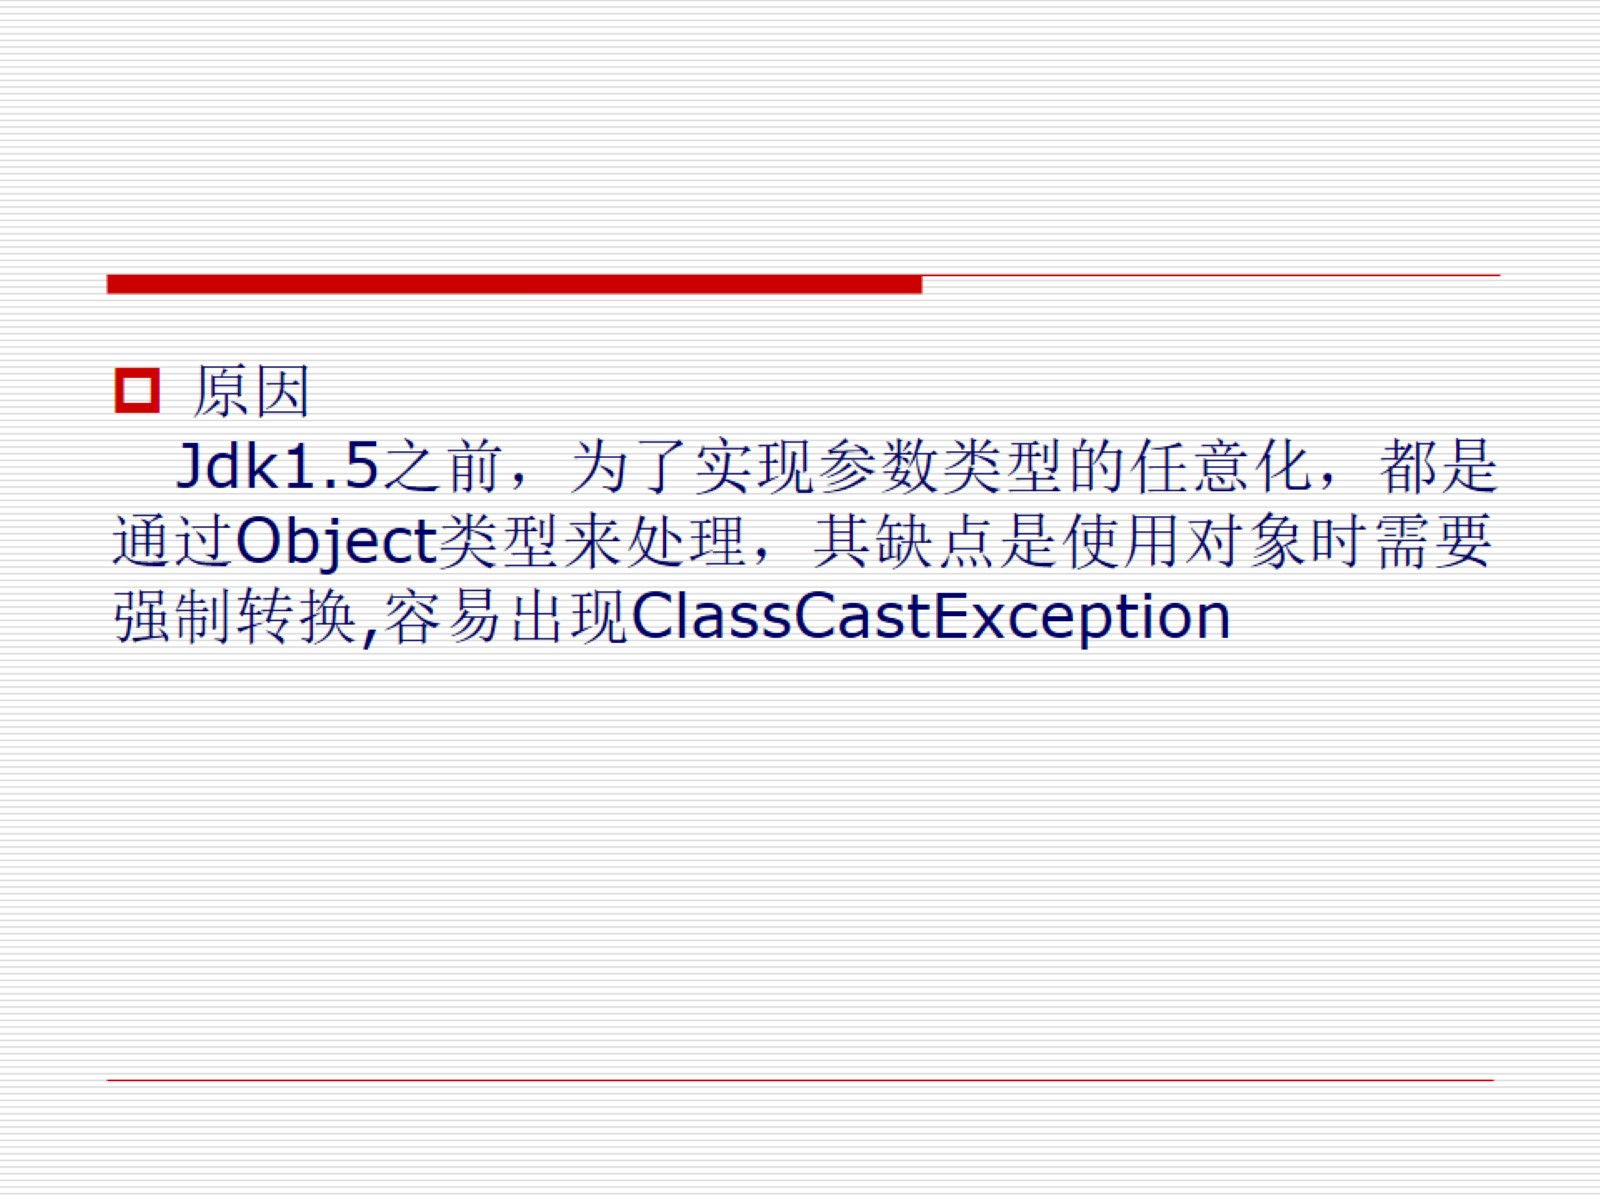 原因
Jdk1.5之前，为了实现参数类型的任意化，都是
通过Object类型来处理，其缺点是使用对象时需要
强制转换,容易出现ClassCastException